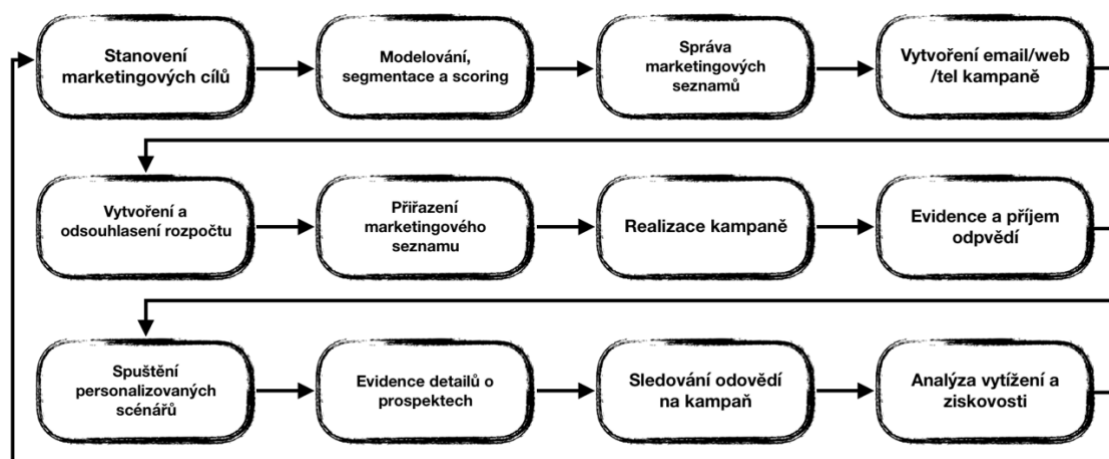 Stanovení
marketingových cílů
Modelování,
segmentace a scoring
Správa
marketingových
seznamů
Vytvoření email/web
/tel kampaně
Vytvoření a
odsouhlasení rozpočtu
Přiřazení
marketingového
seznamu
Realizace kampaně
Evidence a příjem
odpvědí
Spuštění
personalizovaných
scénářů
Evidence detailů o
prospektech
Sledování odovědí
na kampaň
Analýza vytížení a
ziskovosti